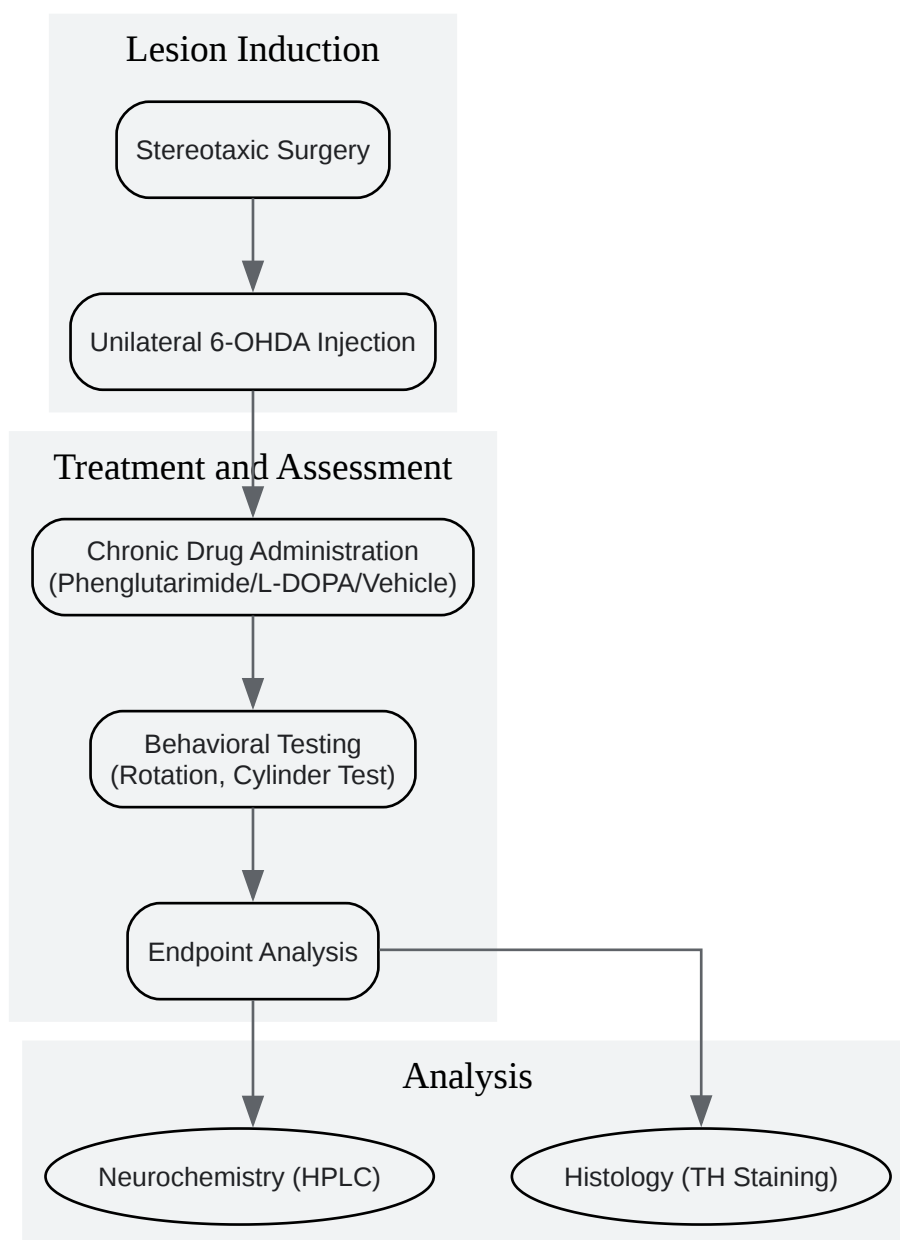 Lesion Induction
Stereotaxic Surgery
Unilateral 6-OHDA Injection
Treatment and Assessment
Chronic Drug Administration
(Phenglutarimide/L-DOPA/Vehicle)
Behavioral Testing
(Rotation, Cylinder Test)
Endpoint Analysis
Analysis
Neurochemistry (HPLC)
Histology (TH Staining)